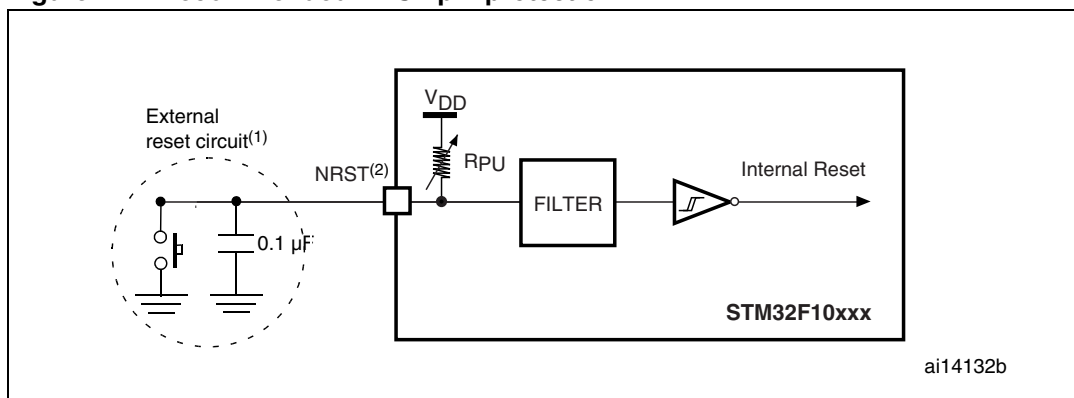 External
reset circuit(1)
VDD
RPU
NRST(2)
FILTER
Internal Reset
0.1 µF
STM32F10xxx
ai14132b